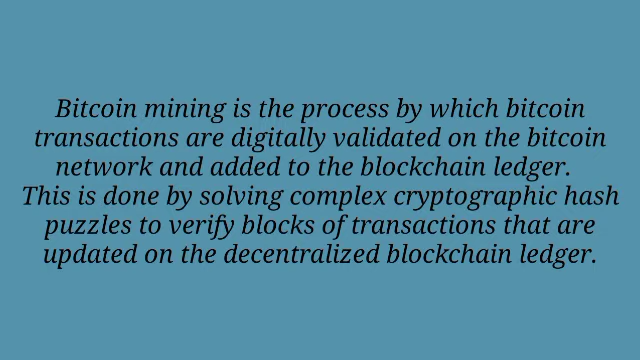 Bitcoin mining is the process by which bitcoin
transactions are digitally validated on the bitcoin
network and added to the blockchain ledger.
This is done by solving complex cryptographic hash
puzzles to verify blocks of transactions that are
updated on the decentralized blockchain ledger.